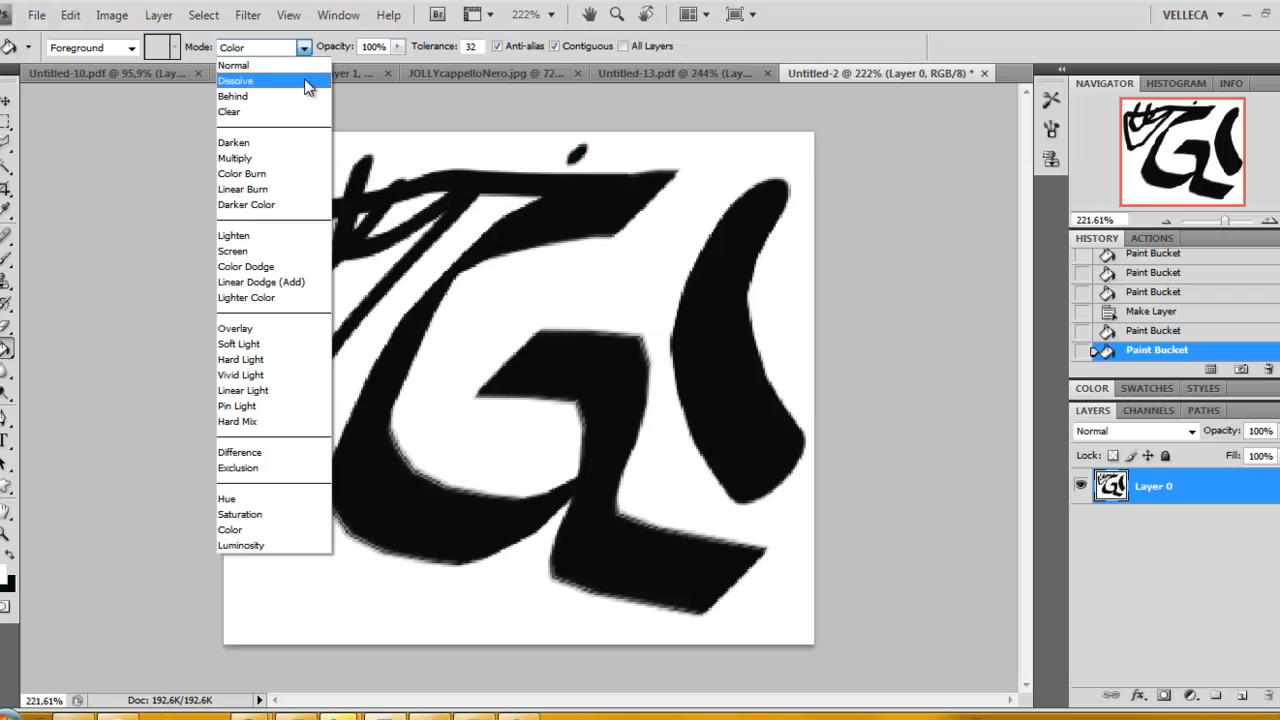 File Edit Image Layer Select Filter View Window Help Br 222% VELLECA
Foreground Mode: Color Opacity: 100% Tolerance: 32 Anti-alias Contiguous All Layers
Untitled-10.pdf @ 95,9% (Lay... yer 1, ... JOLLYcappelloNero.jpg @ 72... Untitled-13.pdf @ 244% (Lay... Untitled-2 @ 222% (Layer 0, RGB/8) *
Normal
Dissolve
Behind
Clear
Darken
Multiply
Color Burn
Linear Burn
Darker Color
Lighten
Screen
Color Dodge
Linear Dodge (Add)
Lighter Color
Overlay
Soft Light
Hard Light
Vivid Light
Linear Light
Pin Light
Hard Mix
Difference
Exclusion
Hue
Saturation
Color
Luminosity
NAVIGATOR HISTOGRAM INFO
221.61%
HISTORY ACTIONS
Paint Bucket
Paint Bucket
Paint Bucket
Make Layer
Paint Bucket
Paint Bucket
COLOR SWATCHES STYLES
LAYERS CHANNELS PATHS
Normal Opacity: 100%
Lock: Fill: 100%
Layer 0
221,61% Doc: 192,6K/192,6K